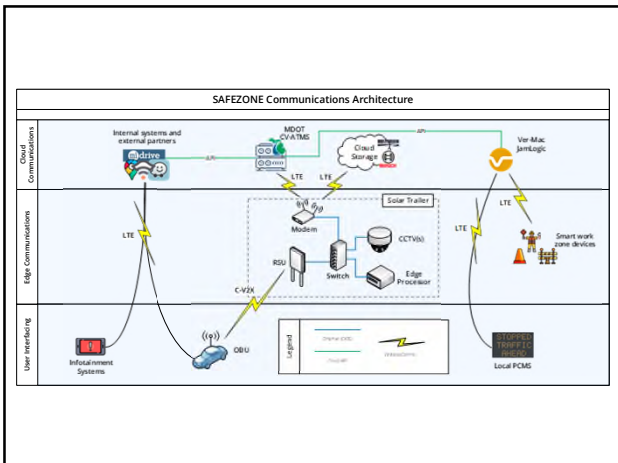 SAFEZONE Communications Architecture
Cloud
Communications
Internal systems and
external partners
drive
API
MDOT
CV-ATMS
Cloud
Storage
API
Ver-Mac
JamLogic
LTE
LTE
LTE
Edge Communications
LTE
Solar Trailer
Modem
RSU
Switch
CCTV(s)
Edge
Processor
LTE
Smart work
zone devices
C-V2X
User Interfacing
Infotainment
Systems
OBU
Legend
STOPPED
TRAFFIC
AHEAD
Local PCMS